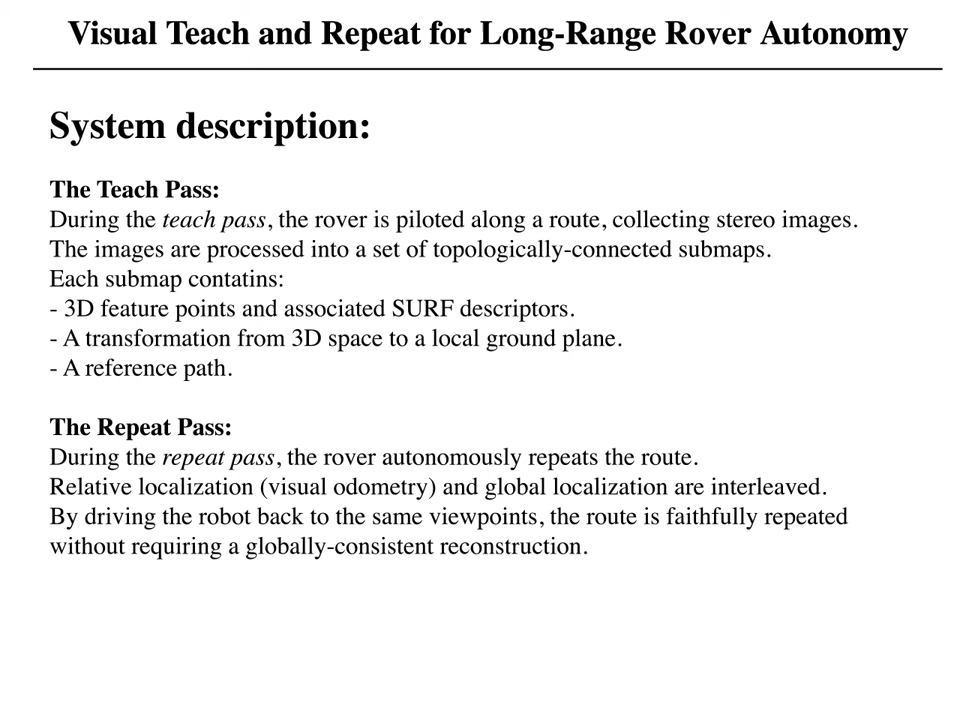 Visual Teach and Repeat for Long-Range Rover Autonomy
System description:
The Teach Pass:
During the teach pass, the rover is piloted along a route, collecting stereo images.
The images are processed into a set of topologically-connected submaps.
Each submap contatins:
- 3D feature points and associated SURF descriptors.
- A transformation from 3D space to a local ground plane.
- A reference path.
The Repeat Pass:
During the repeat pass, the rover autonomously repeats the route.
Relative localization (visual odometry) and global localization are interleaved.
By driving the robot back to the same viewpoints, the route is faithfully repeated
without requiring a globally-consistent reconstruction.